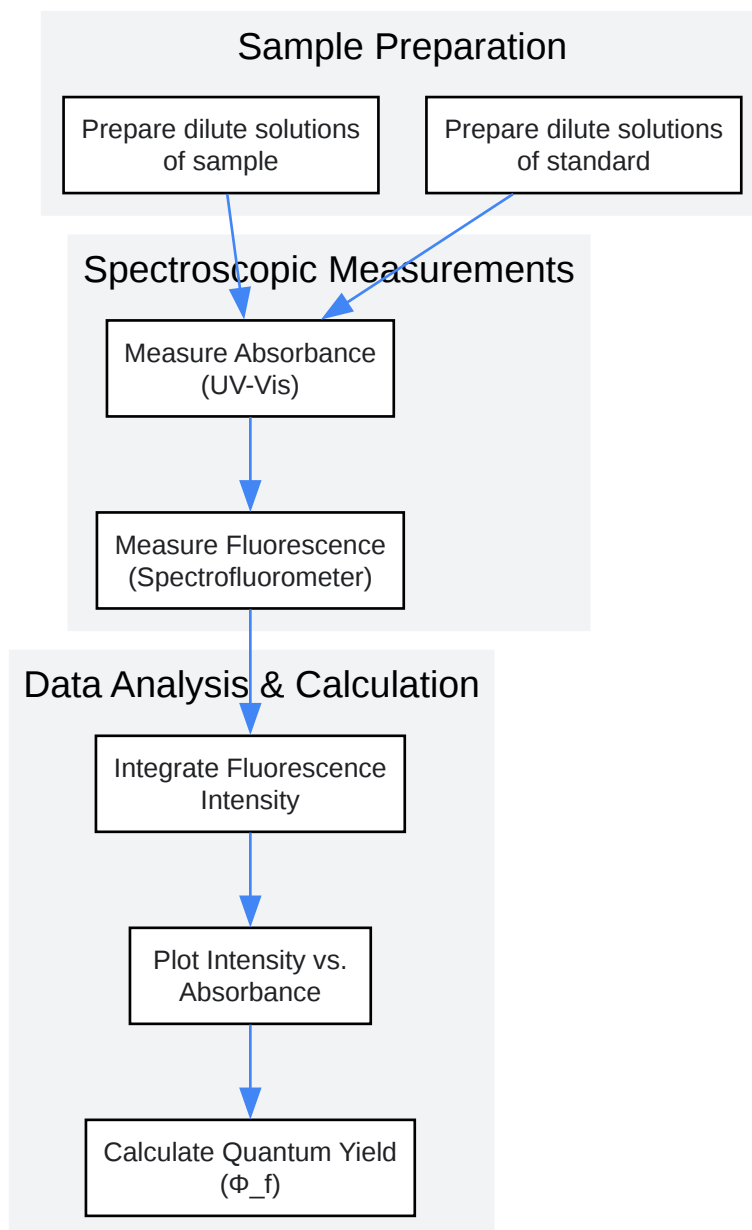 Sample Preparation
Prepare dilute solutions
of sample
Prepare dilute solutions
of standard
Spectroscopic Measurements
Measure Absorbance
(UV-Vis)
Measure Fluorescence
(Spectrofluorometer)
Data Analysis & Calculation
Integrate Fluorescence
Intensity
Plot Intensity vs.
Absorbance
Calculate Quantum Yield
(Φ_f)